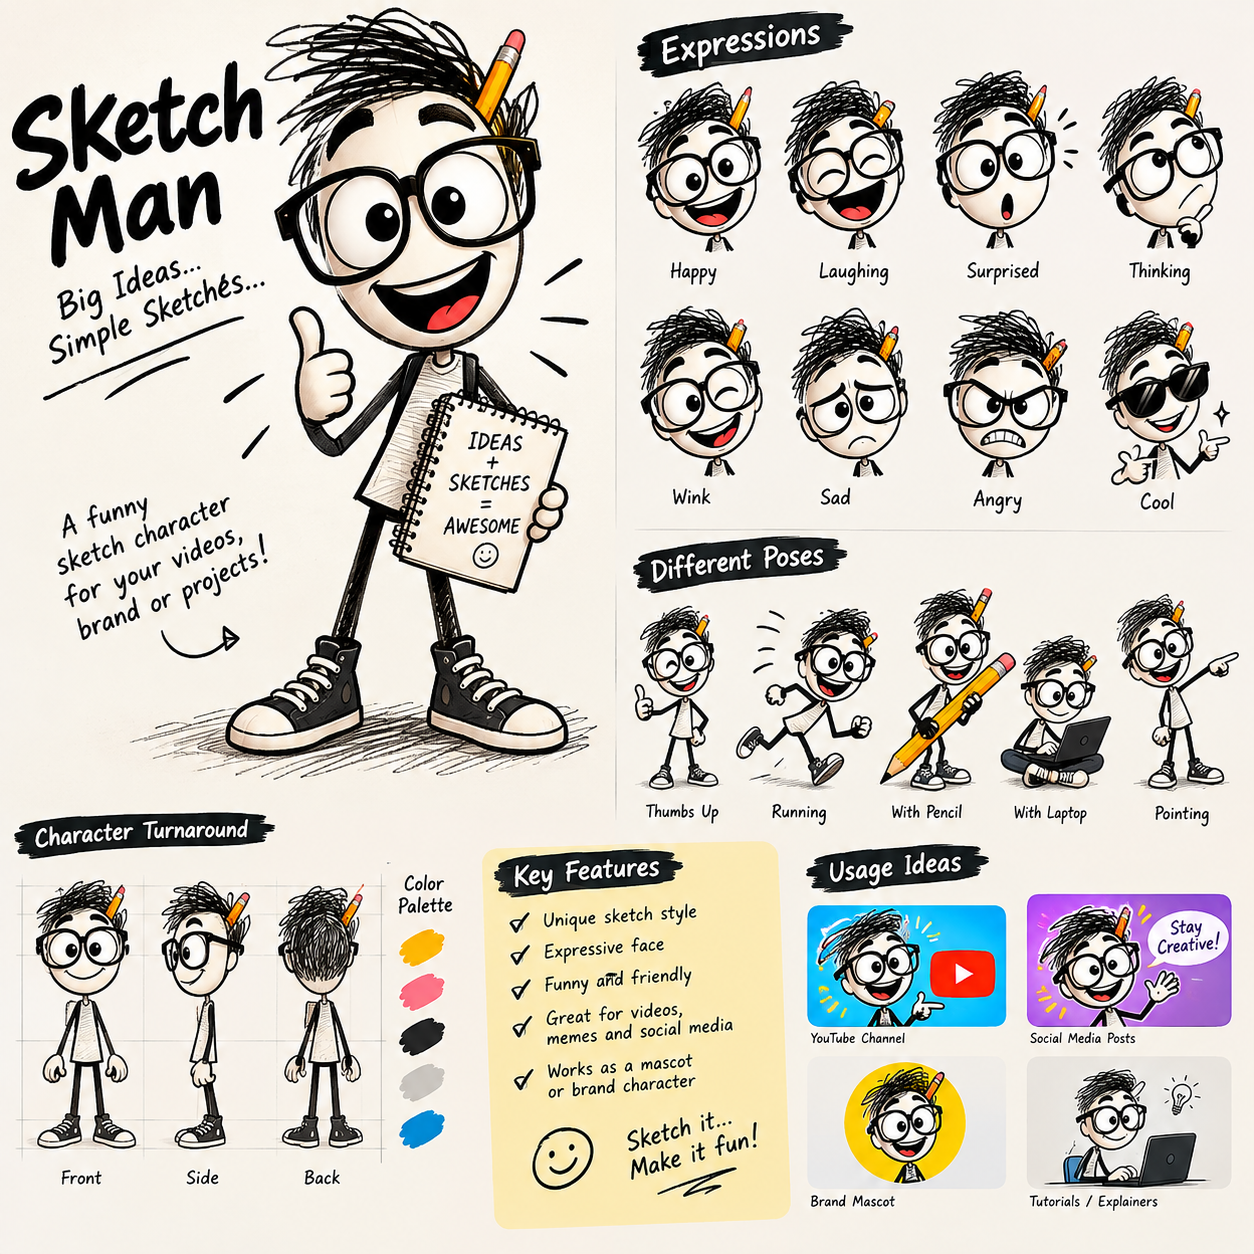 Sketch
Man
Big Ideas...
Simple Sketchés...
IDEAS
+
SKETCHES
=
AWESOME
A funny
sketch character
for your videos,
brand or projects!
Expressions
Happy
Laughing
Surprised
Thinking
Wink
Sad
Angry
Cool
Different Poses
Thumbs Up
Running
With Pencil
With Laptop
Pointing
Character Turnaround
Front
Side
Back
Color
Palette
Key Features
Unique sketch style
Expressive face
Funny and friendly
Great for videos,
memes and social media
Works as a mascot
or brand character
Sketch it...
Make it fun!
Usage Ideas
YouTube Channel
Stay
Creative!
Social Media Posts
Brand Mascot
Tutorials / Explainers